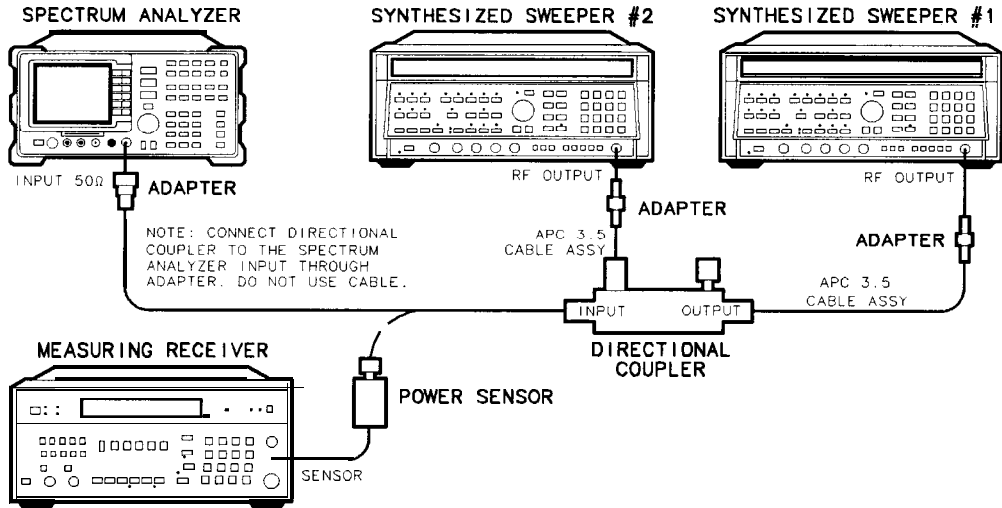 SPECTRUM ANALYZER
SYNTHESIZED SWEEPER #2
SYNTHESIZED SWEEPER #1
INPUT 50Ω
ADAPTER
RF OUTPUT
RF OUTPUT
ADAPTER
NOTE: CONNECT DIRECTIONAL
COUPLER TO THE SPECTRUM
ANALYZER INPUT THROUGH
ADAPTER. DO NOT USE CABLE.
APC 3.5
CABLE ASSY
ADAPTER
APC 3.5
CABLE ASSY
INPUT
OUTPUT
DIRECTIONAL
COUPLER
MEASURING RECEIVER
POWER SENSOR
SENSOR